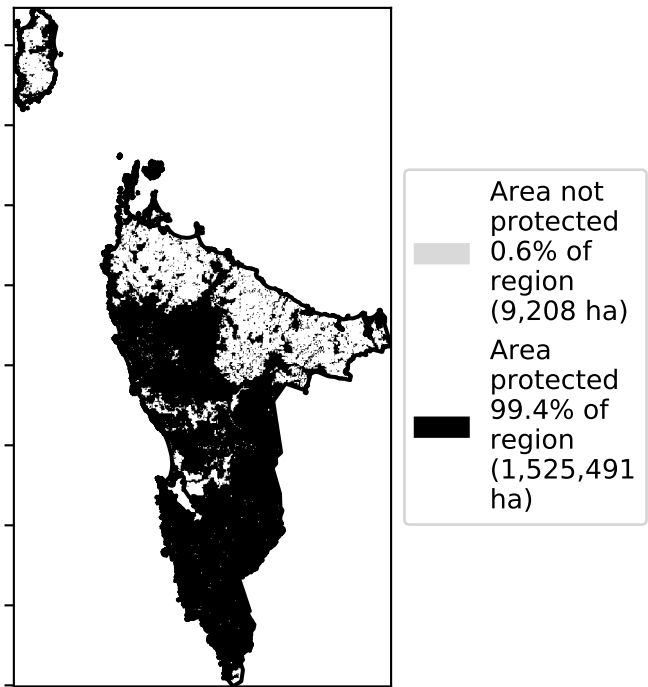 Area not
protected
0.6% of
region
(9,208 ha)
Area
protected
99.4% of
region
(1,525,491
ha)